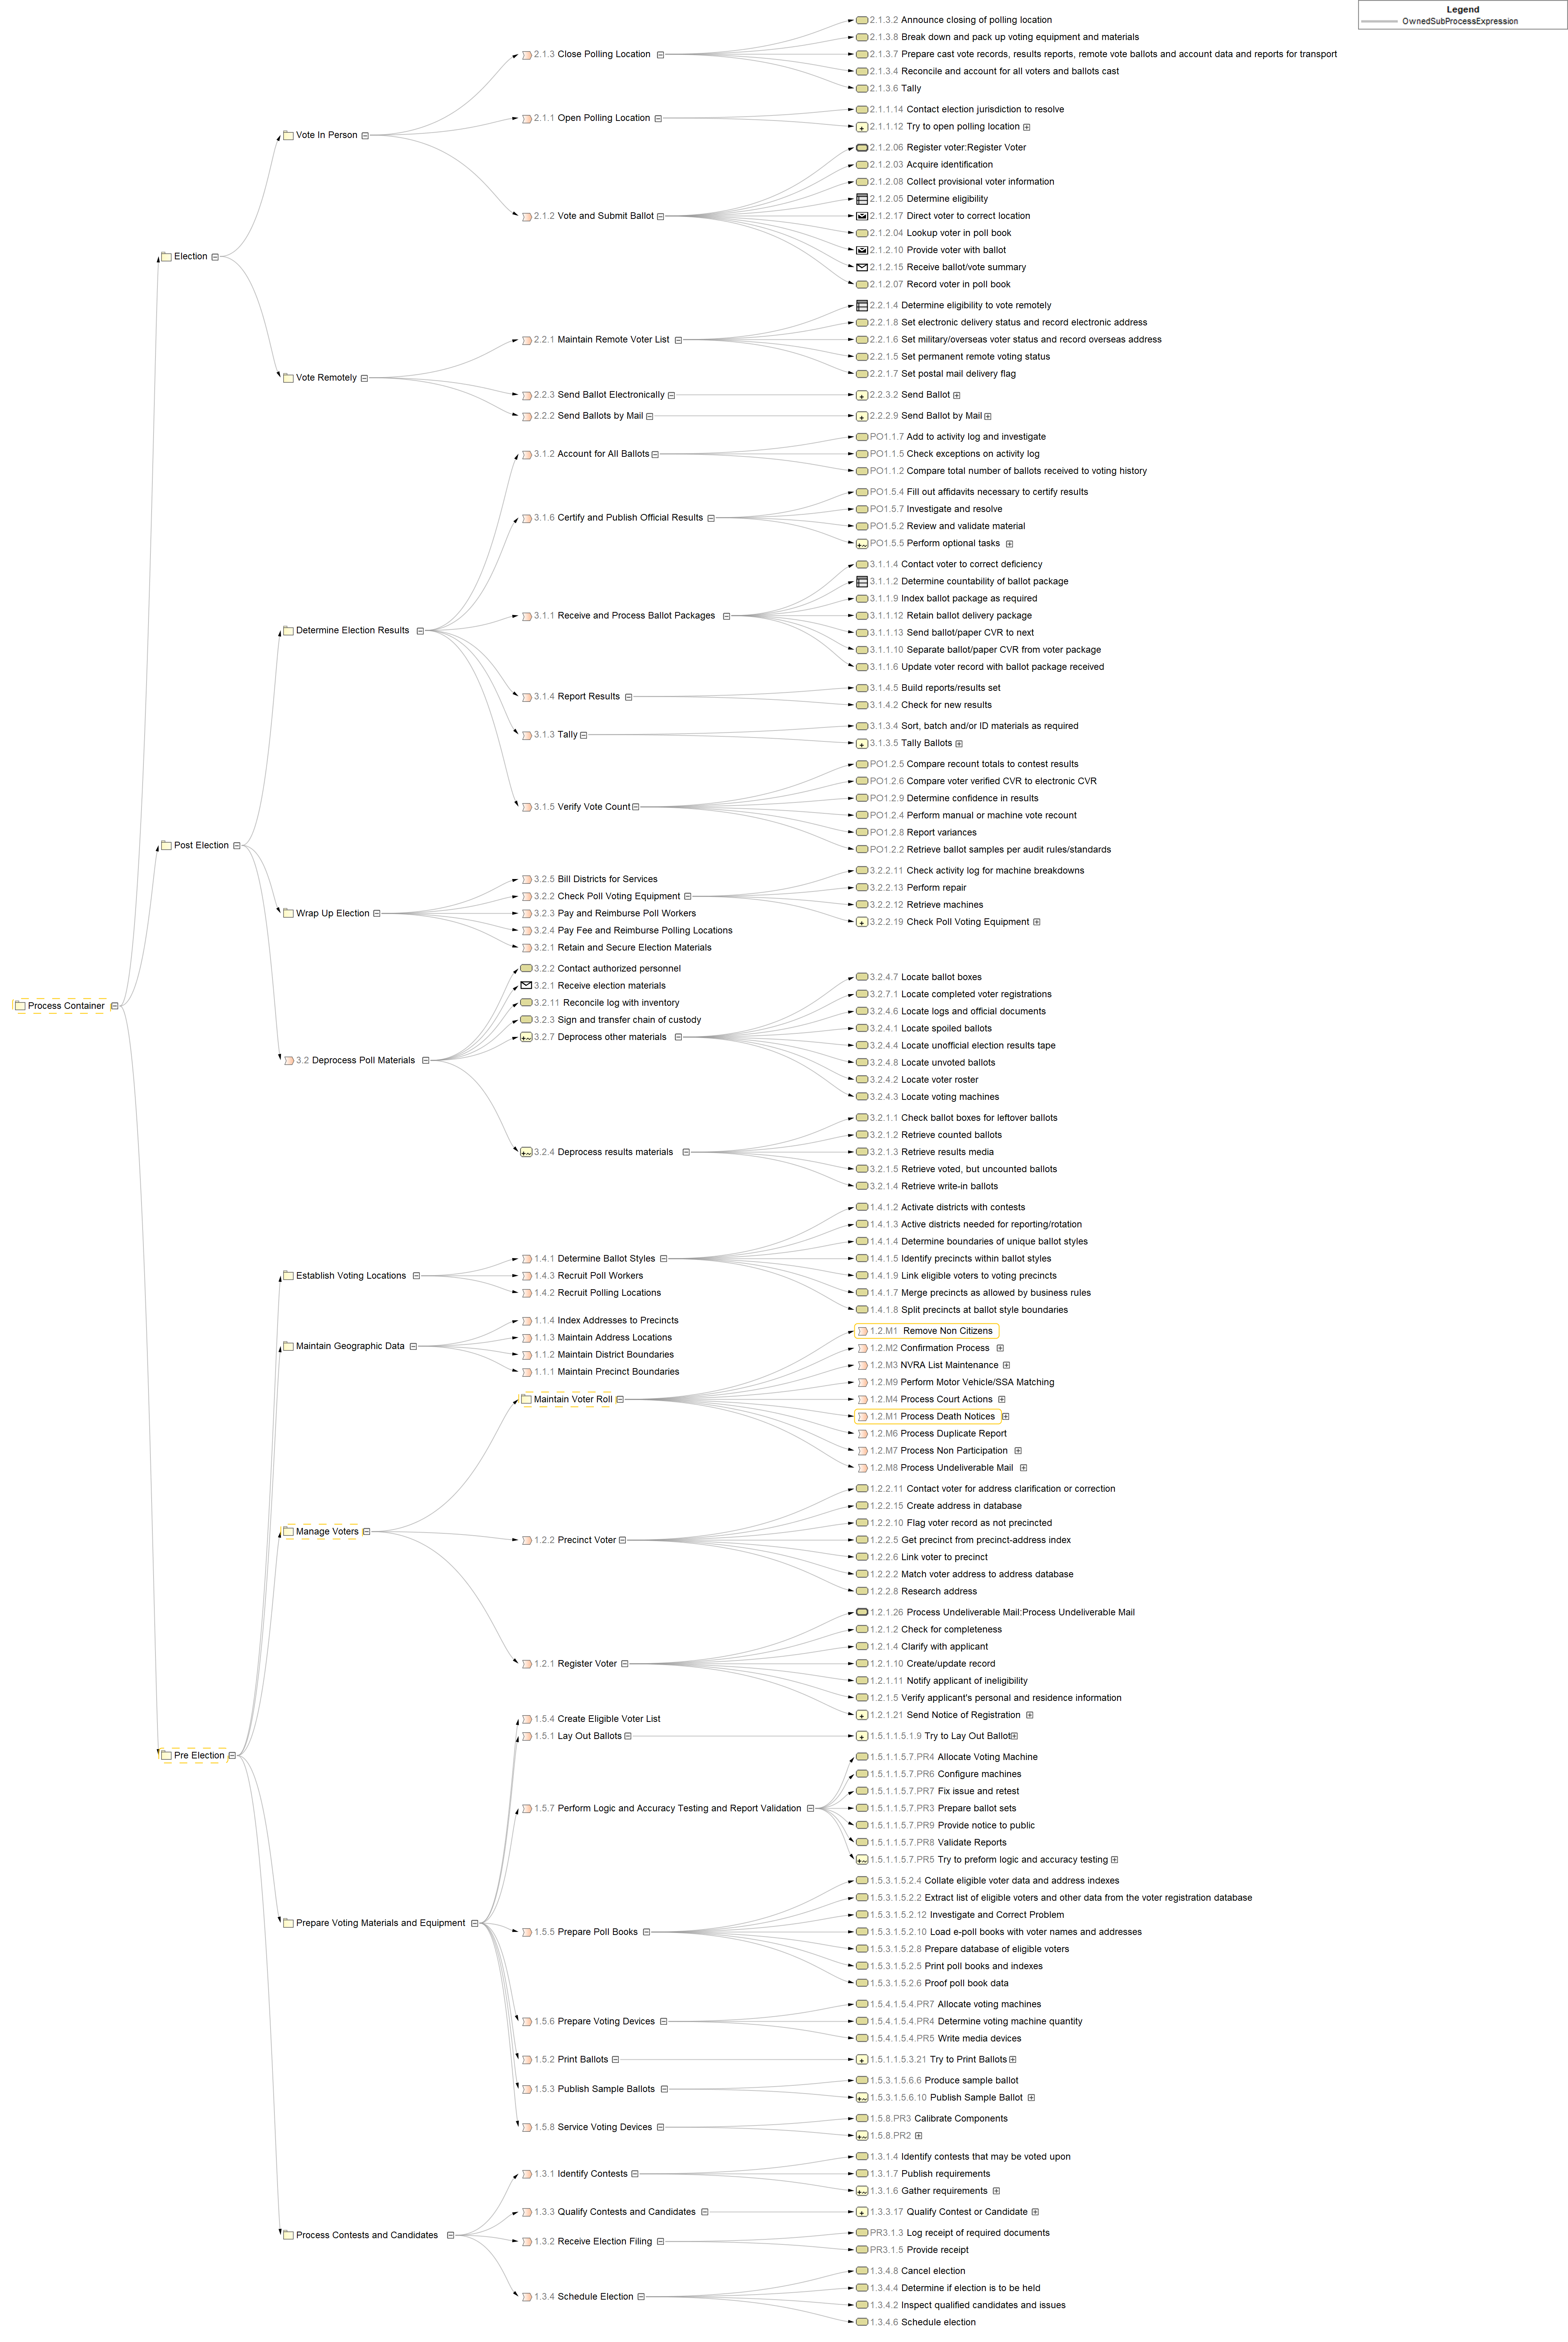 Legend
OwnedSubProcessExpression
Process Container
Election
Vote In Person
2.1.3 Close Polling Location
2.1.3.2 Announce closing of polling location
2.1.3.8 Break down and pack up voting equipment and materials
2.1.3.7 Prepare cast vote records, results reports, remote vote ballots and account data and reports for transport
2.1.3.4 Reconcile and account for all voters and ballots cast
2.1.3.6 Tally
2.1.1 Open Polling Location
2.1.1.14 Contact election jurisdiction to resolve
2.1.1.12 Try to open polling location
2.1.2 Vote and Submit Ballot
2.1.2.06 Register voter:Register Voter
2.1.2.03 Acquire identification
2.1.2.08 Collect provisional voter information
2.1.2.05 Determine eligibility
2.1.2.17 Direct voter to correct location
2.1.2.04 Lookup voter in poll book
2.1.2.10 Provide voter with ballot
2.1.2.15 Receive ballot/vote summary
2.1.2.07 Record voter in poll book
Vote Remotely
2.2.1 Maintain Remote Voter List
2.2.1.4 Determine eligibility to vote remotely
2.2.1.8 Set electronic delivery status and record electronic address
2.2.1.6 Set military/overseas voter status and record overseas address
2.2.1.5 Set permanent remote voting status
2.2.1.7 Set postal mail delivery flag
2.2.3 Send Ballot Electronically
2.2.3.2 Send Ballot
2.2.2 Send Ballots by Mail
2.2.2.9 Send Ballot by Mail
Post Election
Determine Election Results
3.1.2 Account for All Ballots
PO1.1.7 Add to activity log and investigate
PO1.1.5 Check exceptions on activity log
PO1.1.2 Compare total number of ballots received to voting history
3.1.6 Certify and Publish Official Results
PO1.5.4 Fill out affidavits necessary to certify results
PO1.5.7 Investigate and resolve
PO1.5.2 Review and validate material
PO1.5.5 Perform optional tasks
3.1.1 Receive and Process Ballot Packages
3.1.1.4 Contact voter to correct deficiency
3.1.1.2 Determine countability of ballot package
3.1.1.9 Index ballot package as required
3.1.1.12 Retain ballot delivery package
3.1.1.13 Send ballot/paper CVR to next
3.1.1.10 Separate ballot/paper CVR from voter package
3.1.1.6 Update voter record with ballot package received
3.1.4 Report Results
3.1.4.5 Build reports/results set
3.1.4.2 Check for new results
3.1.3 Tally
3.1.3.4 Sort, batch and/or ID materials as required
3.1.3.5 Tally Ballots
3.1.5 Verify Vote Count
PO1.2.5 Compare recount totals to contest results
PO1.2.6 Compare voter verified CVR to electronic CVR
PO1.2.9 Determine confidence in results
PO1.2.4 Perform manual or machine vote recount
PO1.2.8 Report variances
PO1.2.2 Retrieve ballot samples per audit rules/standards
Wrap Up Election
3.2.5 Bill Districts for Services
3.2.2 Check Poll Voting Equipment
3.2.2.11 Check activity log for machine breakdowns
3.2.2.13 Perform repair
3.2.2.12 Retrieve machines
3.2.2.19 Check Poll Voting Equipment
3.2.3 Pay and Reimburse Poll Workers
3.2.4 Pay Fee and Reimburse Polling Locations
3.2.1 Retain and Secure Election Materials
3.2 Deprocess Poll Materials
3.2.2 Contact authorized personnel
3.2.1 Receive election materials
3.2.11 Reconcile log with inventory
3.2.3 Sign and transfer chain of custody
3.2.7 Deprocess other materials
3.2.4.7 Locate ballot boxes
3.2.7.1 Locate completed voter registrations
3.2.4.6 Locate logs and official documents
3.2.4.1 Locate spoiled ballots
3.2.4.4 Locate unofficial election results tape
3.2.4.8 Locate unvoted ballots
3.2.4.2 Locate voter roster
3.2.4.3 Locate voting machines
3.2.4 Deprocess results materials
3.2.1.1 Check ballot boxes for leftover ballots
3.2.1.2 Retrieve counted ballots
3.2.1.3 Retrieve results media
3.2.1.5 Retrieve voted, but uncounted ballots
3.2.1.4 Retrieve write-in ballots
Pre Election
Establish Voting Locations
1.4.1 Determine Ballot Styles
1.4.1.2 Activate districts with contests
1.4.1.3 Active districts needed for reporting/rotation
1.4.1.4 Determine boundaries of unique ballot styles
1.4.1.5 Identify precincts within ballot styles
1.4.1.9 Link eligible voters to voting precincts
1.4.1.7 Merge precincts as allowed by business rules
1.4.1.8 Split precincts at ballot style boundaries
1.4.3 Recruit Poll Workers
1.4.2 Recruit Polling Locations
Maintain Geographic Data
1.1.4 Index Addresses to Precincts
1.1.3 Maintain Address Locations
1.1.2 Maintain District Boundaries
1.1.1 Maintain Precinct Boundaries
Manage Voters
Maintain Voter Roll
1.2.M1 Remove Non Citizens
1.2.M2 Confirmation Process
1.2.M3 NVRA List Maintenance
1.2.M9 Perform Motor Vehicle/SSA Matching
1.2.M4 Process Court Actions
1.2.M1 Process Death Notices
1.2.M6 Process Duplicate Report
1.2.M7 Process Non Participation
1.2.M8 Process Undeliverable Mail
1.2.2 Precinct Voter
1.2.2.11 Contact voter for address clarification or correction
1.2.2.15 Create address in database
1.2.2.10 Flag voter record as not precincted
1.2.2.5 Get precinct from precinct-address index
1.2.2.6 Link voter to precinct
1.2.2.2 Match voter address to address database
1.2.2.8 Research address
1.2.1 Register Voter
1.2.1.26 Process Undeliverable Mail:Process Undeliverable Mail
1.2.1.2 Check for completeness
1.2.1.4 Clarify with applicant
1.2.1.10 Create/update record
1.2.1.11 Notify applicant of ineligibility
1.2.1.5 Verify applicant's personal and residence information
1.2.1.21 Send Notice of Registration
Prepare Voting Materials and Equipment
1.5.4 Create Eligible Voter List
1.5.1 Lay Out Ballots
1.5.1.1.5.1.9 Try to Lay Out Ballot
1.5.7 Perform Logic and Accuracy Testing and Report Validation
1.5.1.1.5.7.PR4 Allocate Voting Machine
1.5.1.1.5.7.PR6 Configure machines
1.5.1.1.5.7.PR7 Fix issue and retest
1.5.1.1.5.7.PR3 Prepare ballot sets
1.5.1.1.5.7.PR9 Provide notice to public
1.5.1.1.5.7.PR8 Validate Reports
1.5.1.1.5.7.PR5 Try to preform logic and accuracy testing
1.5.5 Prepare Poll Books
1.5.3.1.5.2.4 Collate eligible voter data and address indexes
1.5.3.1.5.2.2 Extract list of eligible voters and other data from the voter registration database
1.5.3.1.5.2.12 Investigate and Correct Problem
1.5.3.1.5.2.10 Load e-poll books with voter names and addresses
1.5.3.1.5.2.8 Prepare database of eligible voters
1.5.3.1.5.2.5 Print poll books and indexes
1.5.3.1.5.2.6 Proof poll book data
1.5.6 Prepare Voting Devices
1.5.4.1.5.4.PR7 Allocate voting machines
1.5.4.1.5.4.PR4 Determine voting machine quantity
1.5.4.1.5.4.PR5 Write media devices
1.5.2 Print Ballots
1.5.1.1.5.3.21 Try to Print Ballots
1.5.3 Publish Sample Ballots
1.5.3.1.5.6.6 Produce sample ballot
1.5.3.1.5.6.10 Publish Sample Ballot
1.5.8 Service Voting Devices
1.5.8.PR3 Calibrate Components
1.5.8.PR2
Process Contests and Candidates
1.3.1 Identify Contests
1.3.1.4 Identify contests that may be voted upon
1.3.1.7 Publish requirements
1.3.1.6 Gather requirements
1.3.3 Qualify Contests and Candidates
1.3.3.17 Qualify Contest or Candidate
1.3.2 Receive Election Filing
PR3.1.3 Log receipt of required documents
PR3.1.5 Provide receipt
1.3.4 Schedule Election
1.3.4.8 Cancel election
1.3.4.4 Determine if election is to be held
1.3.4.2 Inspect qualified candidates and issues
1.3.4.6 Schedule election